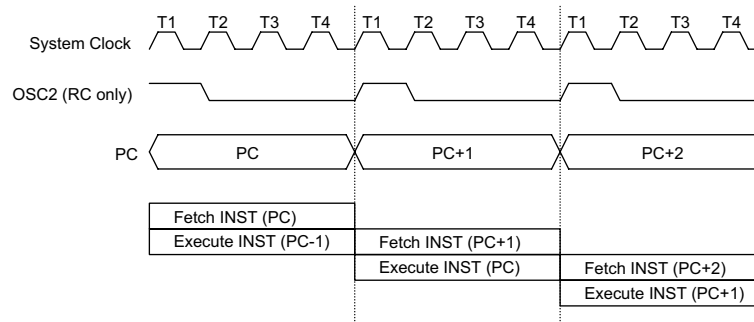 T1 T2 T3 T4 T1 T2 T3 T4 T1 T2 T3 T4
System Clock
OSC2 (RC only)
PC PC PC+1 PC+2
Fetch INST (PC)
Execute INST (PC-1) Fetch INST (PC+1)
Execute INST (PC) Fetch INST (PC+2)
Execute INST (PC+1)